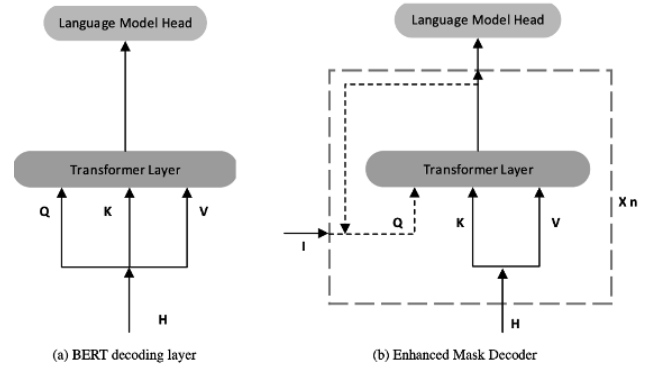 Language Model Head
Transformer Layer
Q K V
H
(a) BERT decoding layer
Language Model Head
Transformer Layer
Q K V
X n
I
H
(b) Enhanced Mask Decoder